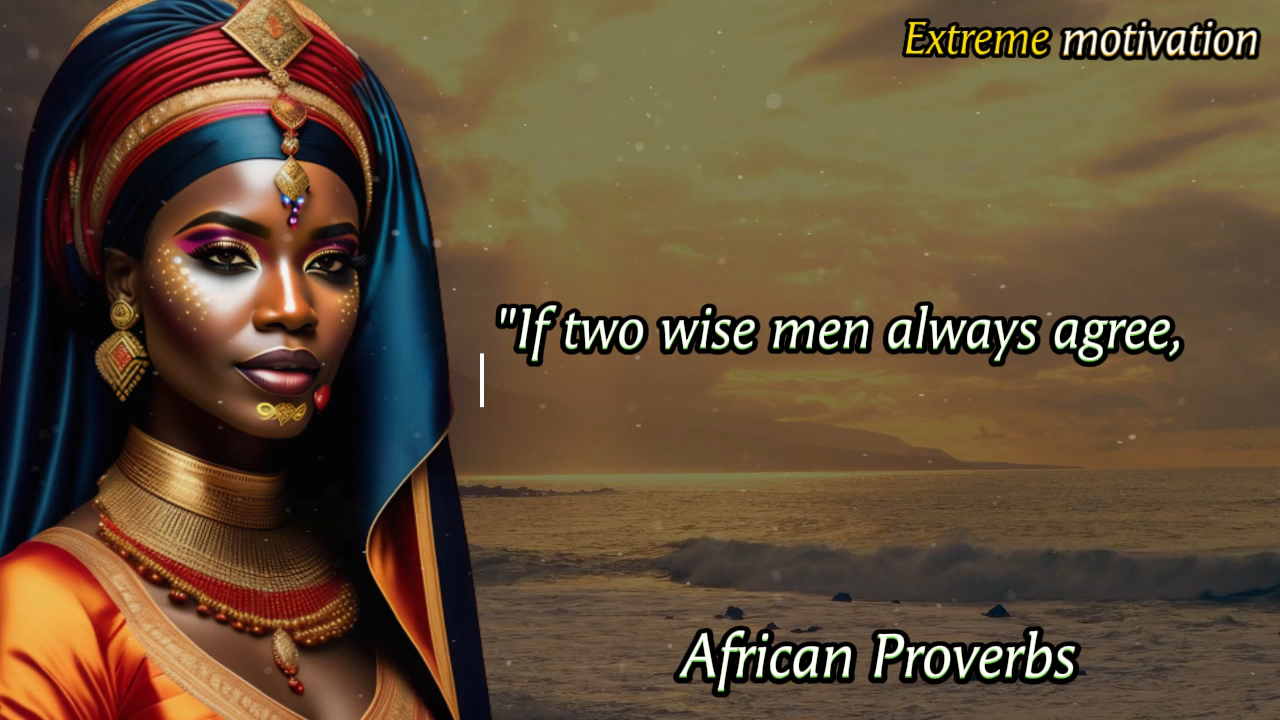 Extreme motivation
"If two wise men always agree,
African Proverbs